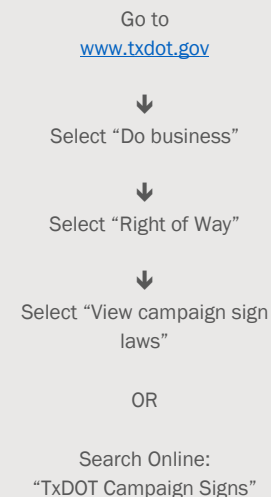 Go to
www.txdot.gov
🡻
Select “Do business”
🡻
Select “Right of Way”
🡻
Select “View campaign sign
laws”
OR
Search Online:
“TxDOT Campaign Signs”